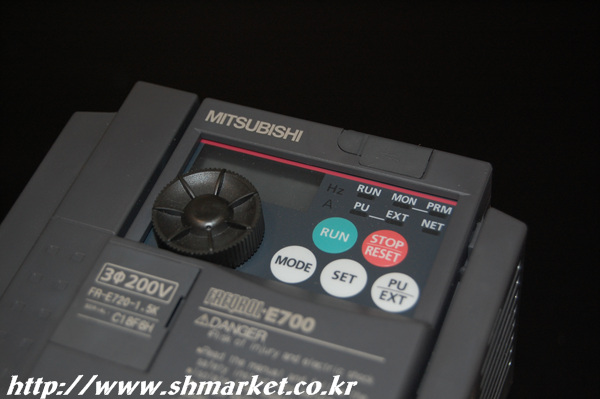 MITSUBISHI
Hz
A
RUN MON PRM
PU EXT NET
RUN
STOP
RESET
MODE
SET
PU
EXT
3Φ200V
FR-E720-1.5K
FREQROL-E700
⚠DANGER
http://www.shmarket.co.kr